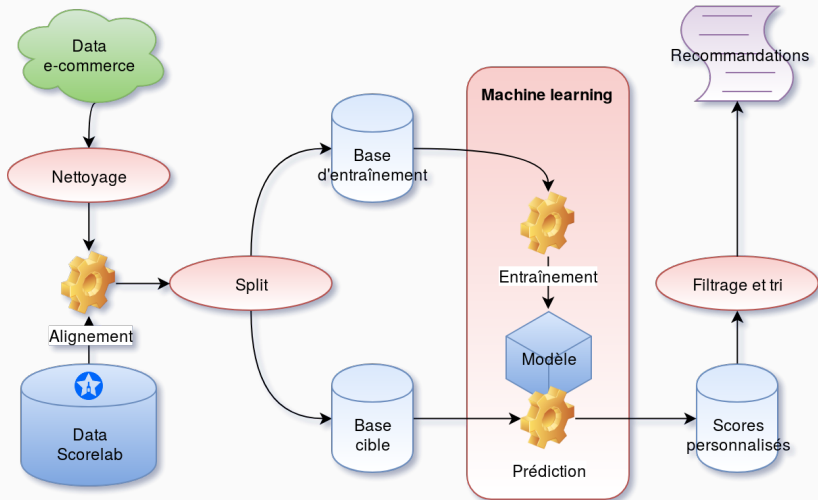 Data
e-commerce
Nettoyage
Alignement
Data
Scorelab
Split
Base
d'entraînement
Base
cible
Machine learning
Entraînement
Modèle
Prédiction
Recommandations
Filtrage et tri
Scores
personnalisés